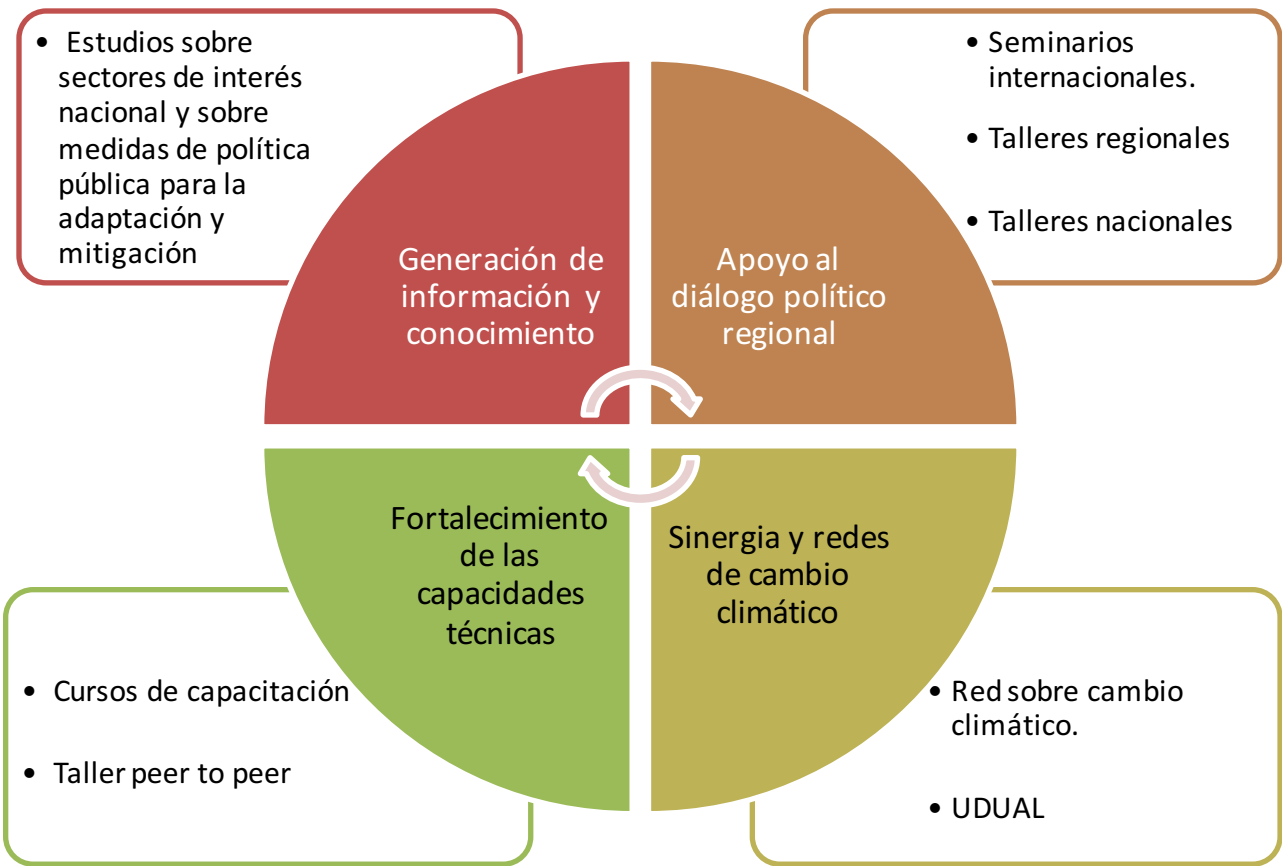 • Estudios sobre
sectores de interés
nacional y sobre
medidas de política
pública para la
adaptación y
mitigación
• Seminarios
internacionales.
• Talleres regionales
• Talleres nacionales
Generación de
información y
conocimiento
Apoyo al
diálogo político
regional
Fortalecimiento
de las
capacidades
técnicas
Sinergia y redes
de cambio
climático
• Cursos de capacitación
• Taller peer to peer
• Red sobre cambio
climático.
• UDUAL